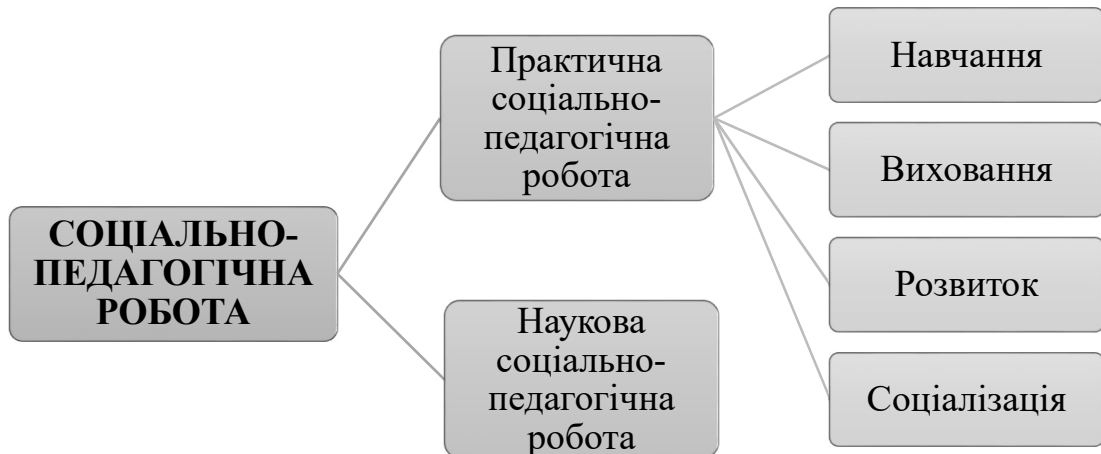 СОЦІАЛЬНО-
ПЕДАГОГІЧНА
РОБОТА
Практична
соціально-
педагогічна
робота
Наукова
соціально-
педагогічна
робота
Навчання
Виховання
Розвиток
Соціалізація